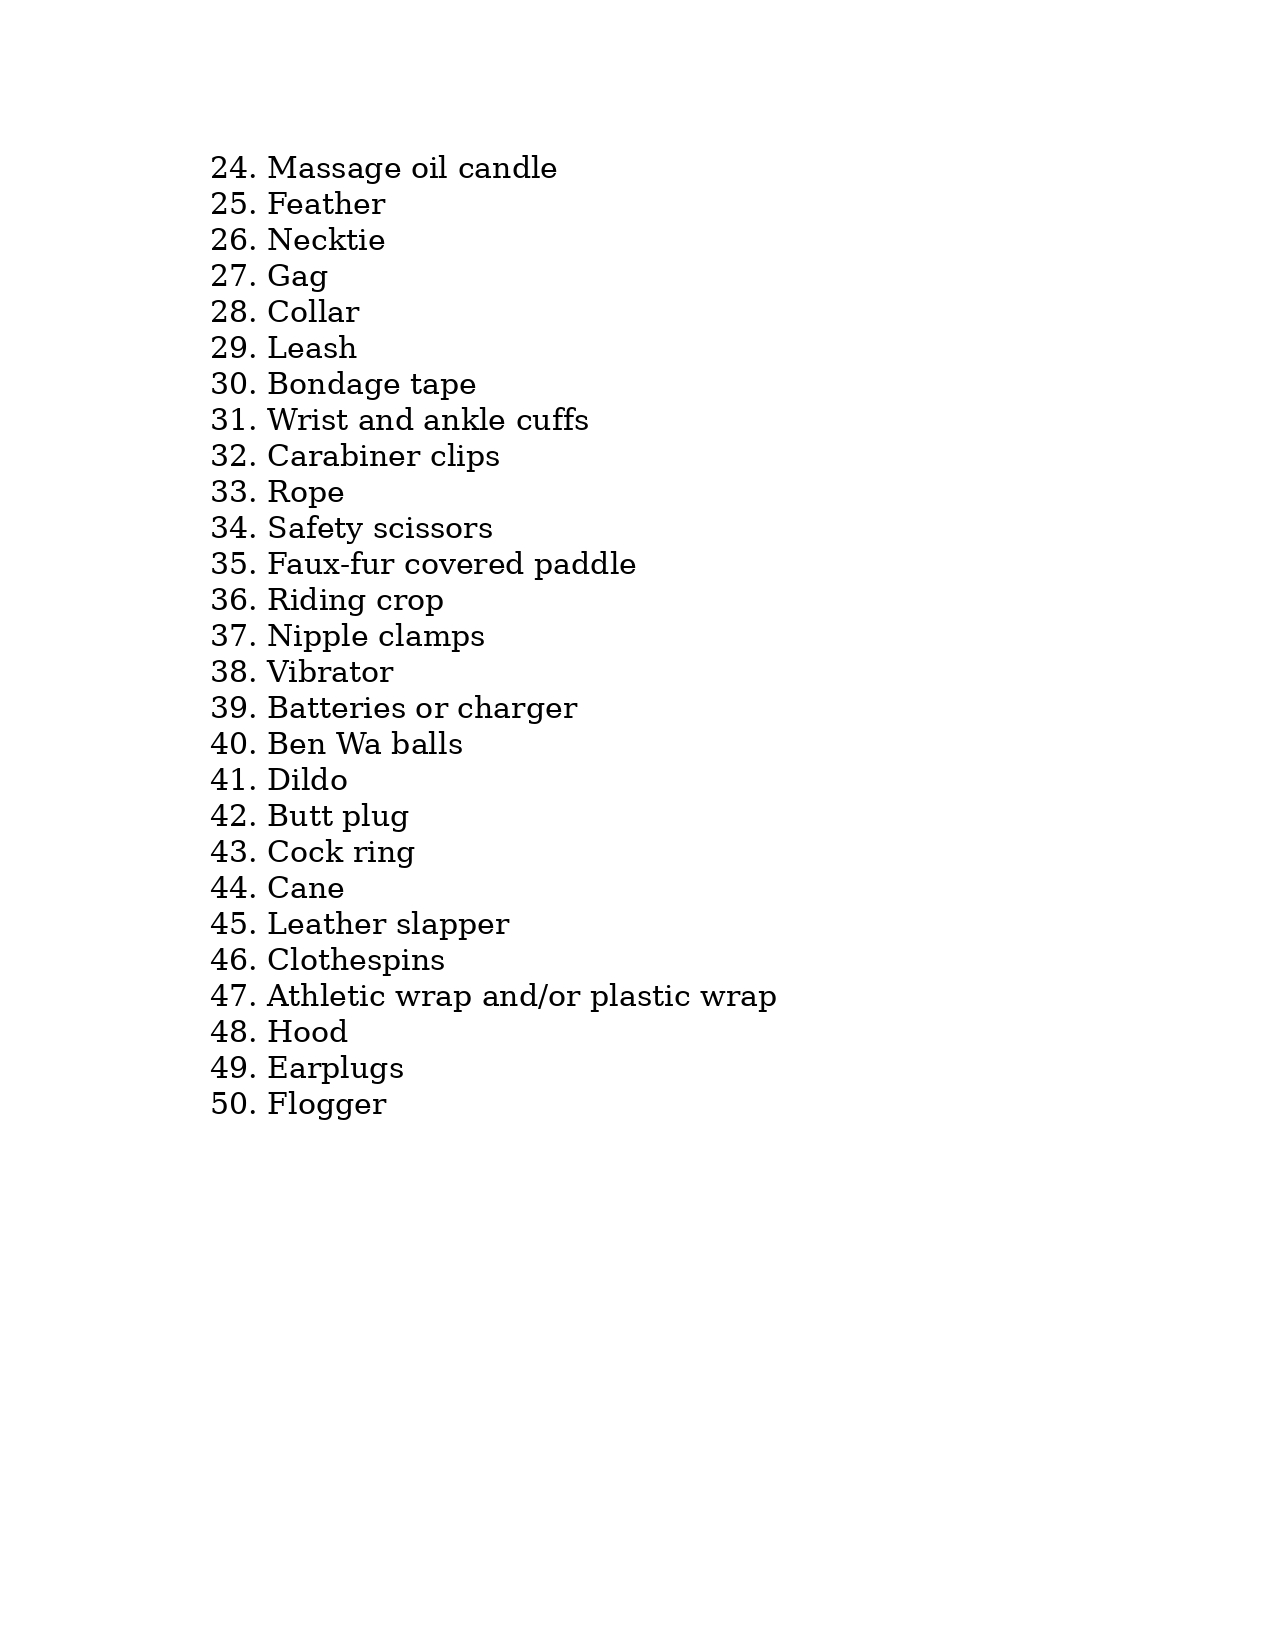 24. Massage oil candle
25. Feather
26. Necktie
27. Gag
28. Collar
29. Leash
30. Bondage tape
31. Wrist and ankle cuffs
32. Carabiner clips
33. Rope
34. Safety scissors
35. Faux-fur covered paddle
36. Riding crop
37. Nipple clamps
38. Vibrator
39. Batteries or charger
40. Ben Wa balls
41. Dildo
42. Butt plug
43. Cock ring
44. Cane
45. Leather slapper
46. Clothespins
47. Athletic wrap and/or plastic wrap
48. Hood
49. Earplugs
50. Flogger